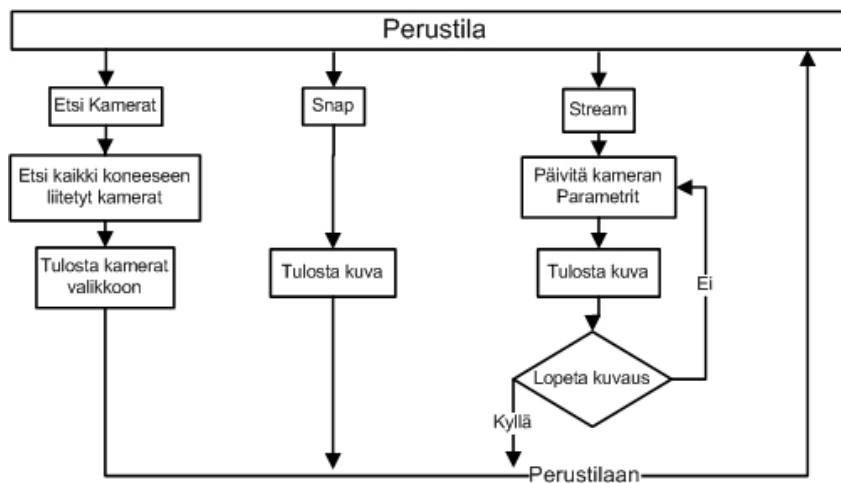 Perustila
Etsi Kamerat
Etsi kaikki koneeseen
liitetyt kamerat
Tulosta kamerat
valikkoon
Snap
Tulosta kuva
Stream
Päivitä kameran
Parametrit
Tulosta kuva
Lopeta kuvaus
Ei
Kyllä
Perustilaan